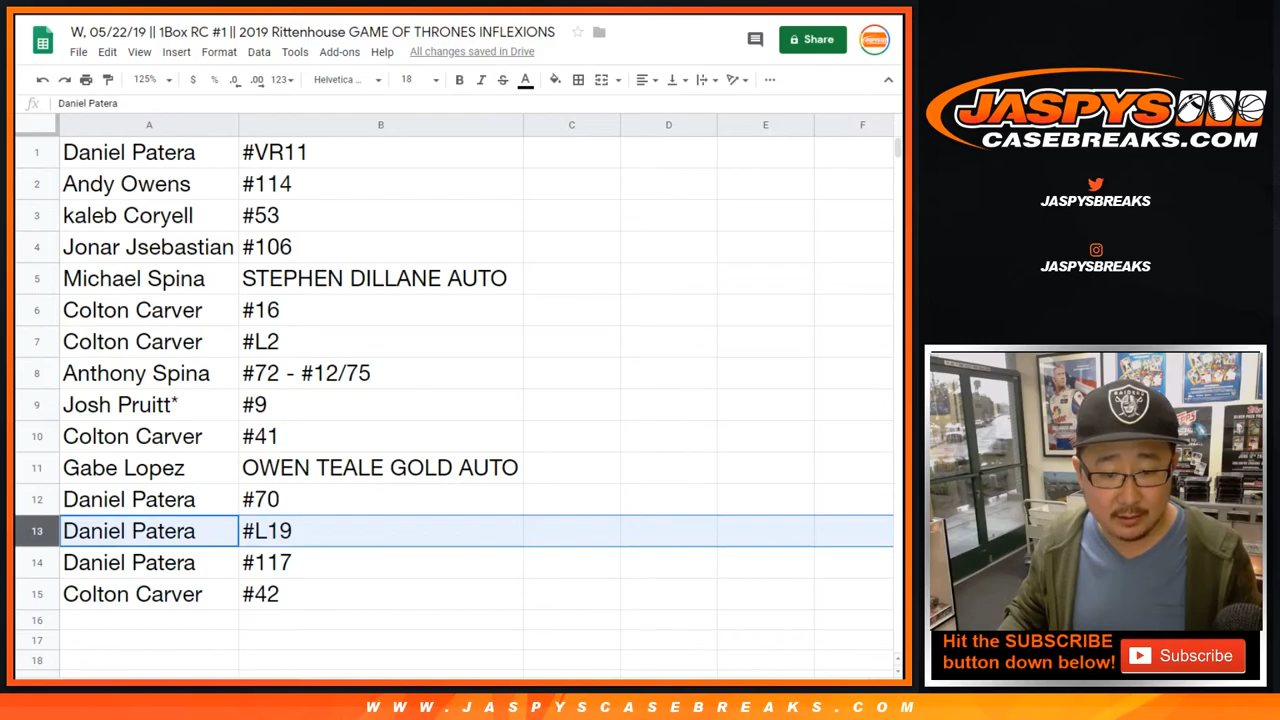 W, 05/22/19 || 1Box RC #1 || 2019 Rittenhouse GAME OF THRONES INFLEXIONS
File Edit View Insert Format Data Tools Add-ons Help All changes saved in Drive
Share
125% $ % .0 .00 123 Helvetica ... 18 B I S A
fx Daniel Patera
A B C D E F
1 Daniel Patera #VR11
2 Andy Owens #114
3 kaleb Coryell #53
4 Jonar Jsebastian #106
5 Michael Spina STEPHEN DILLANE AUTO
6 Colton Carver #16
7 Colton Carver #L2
8 Anthony Spina #72 - #12/75
9 Josh Pruitt* #9
10 Colton Carver #41
11 Gabe Lopez OWEN TEALE GOLD AUTO
12 Daniel Patera #70
13 Daniel Patera #L19
14 Daniel Patera #117
15 Colton Carver #42
16
17
18
JASPYS
CASEBREAKS.COM
JASPYSBREAKS
JASPYSBREAKS
RAIDERS
Hit the SUBSCRIBE
button down below!
Subscribe
WWW.JASPYSCASEBREAKS.COM